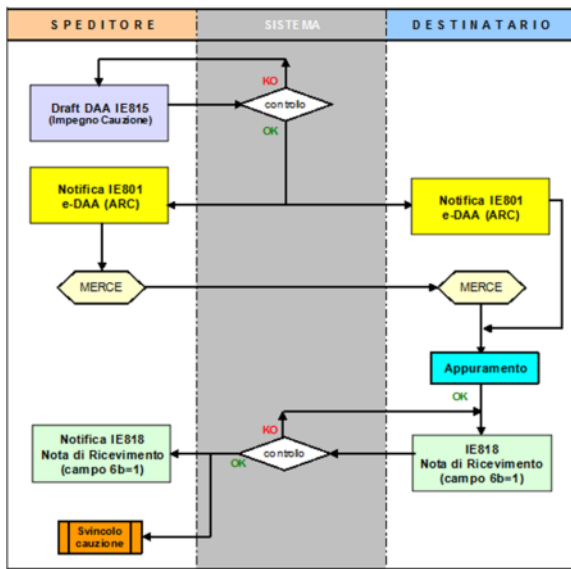 SPEDITORE
SISTEMA
DESTINATARIO
KO
Draft DAA IE815
(Impegno Cauzione)
controllo
OK
Notifica IE801
e-DAA (ARC)
Notifica IE801
e-DAA (ARC)
MERCE
MERCE
Appuramento
OK
KO
Notifica IE818
Nota di Ricevimento
(campo 6b=1)
controllo
OK
IE818
Nota di Ricevimento
(campo 6b=1)
Svincolo
cauzione